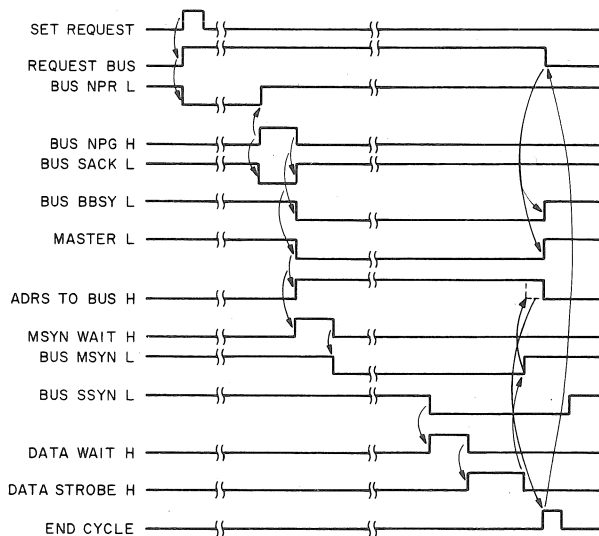 SET REQUEST
REQUEST BUS
BUS NPR L
BUS NPG H
BUS SACK L
BUS BBSY L
MASTER L
ADRS TO BUS H
MSYN WAIT H
BUS MSYN L
BUS SSYN L
DATA WAIT H
DATA STROBE H
END CYCLE